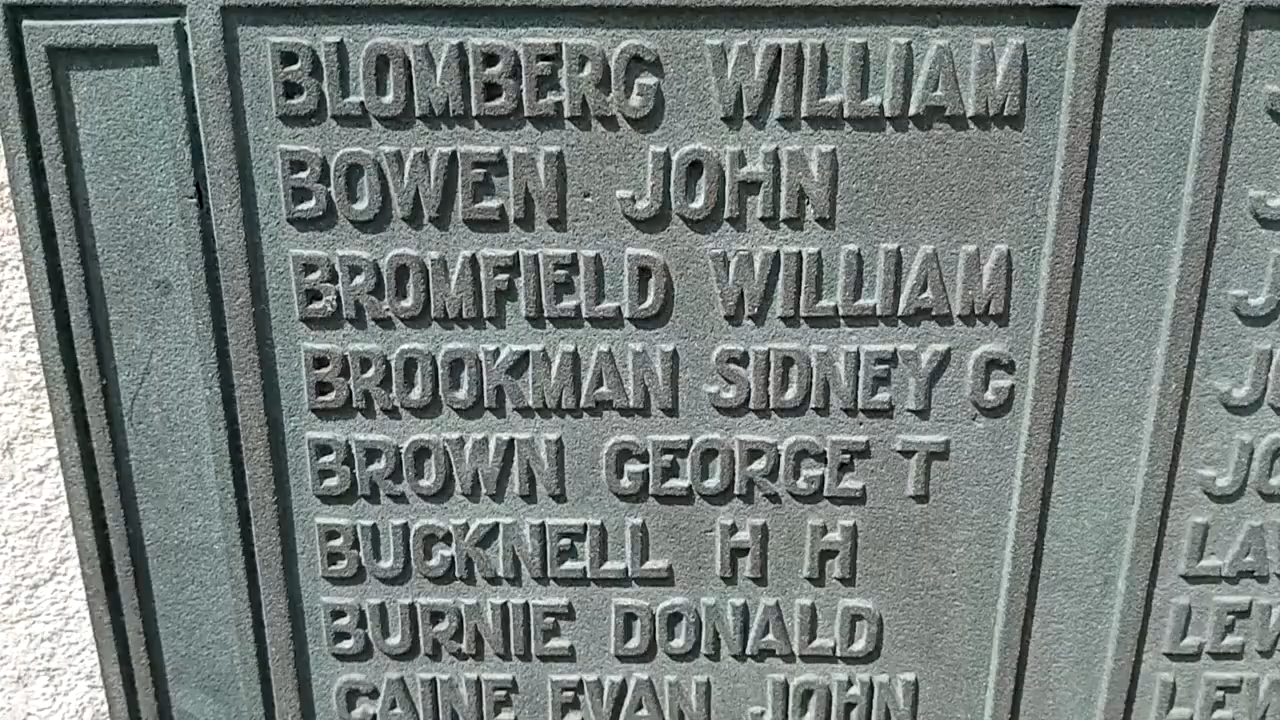 BLOMBERG WILLIAM
BOWEN JOHN
BROMFIELD WILLIAM
BROOKMAN SIDNEY C
BROWN GEORGE T
BUCKNELL H H
BURNIE DONALD
CAINE EVAN JOHN